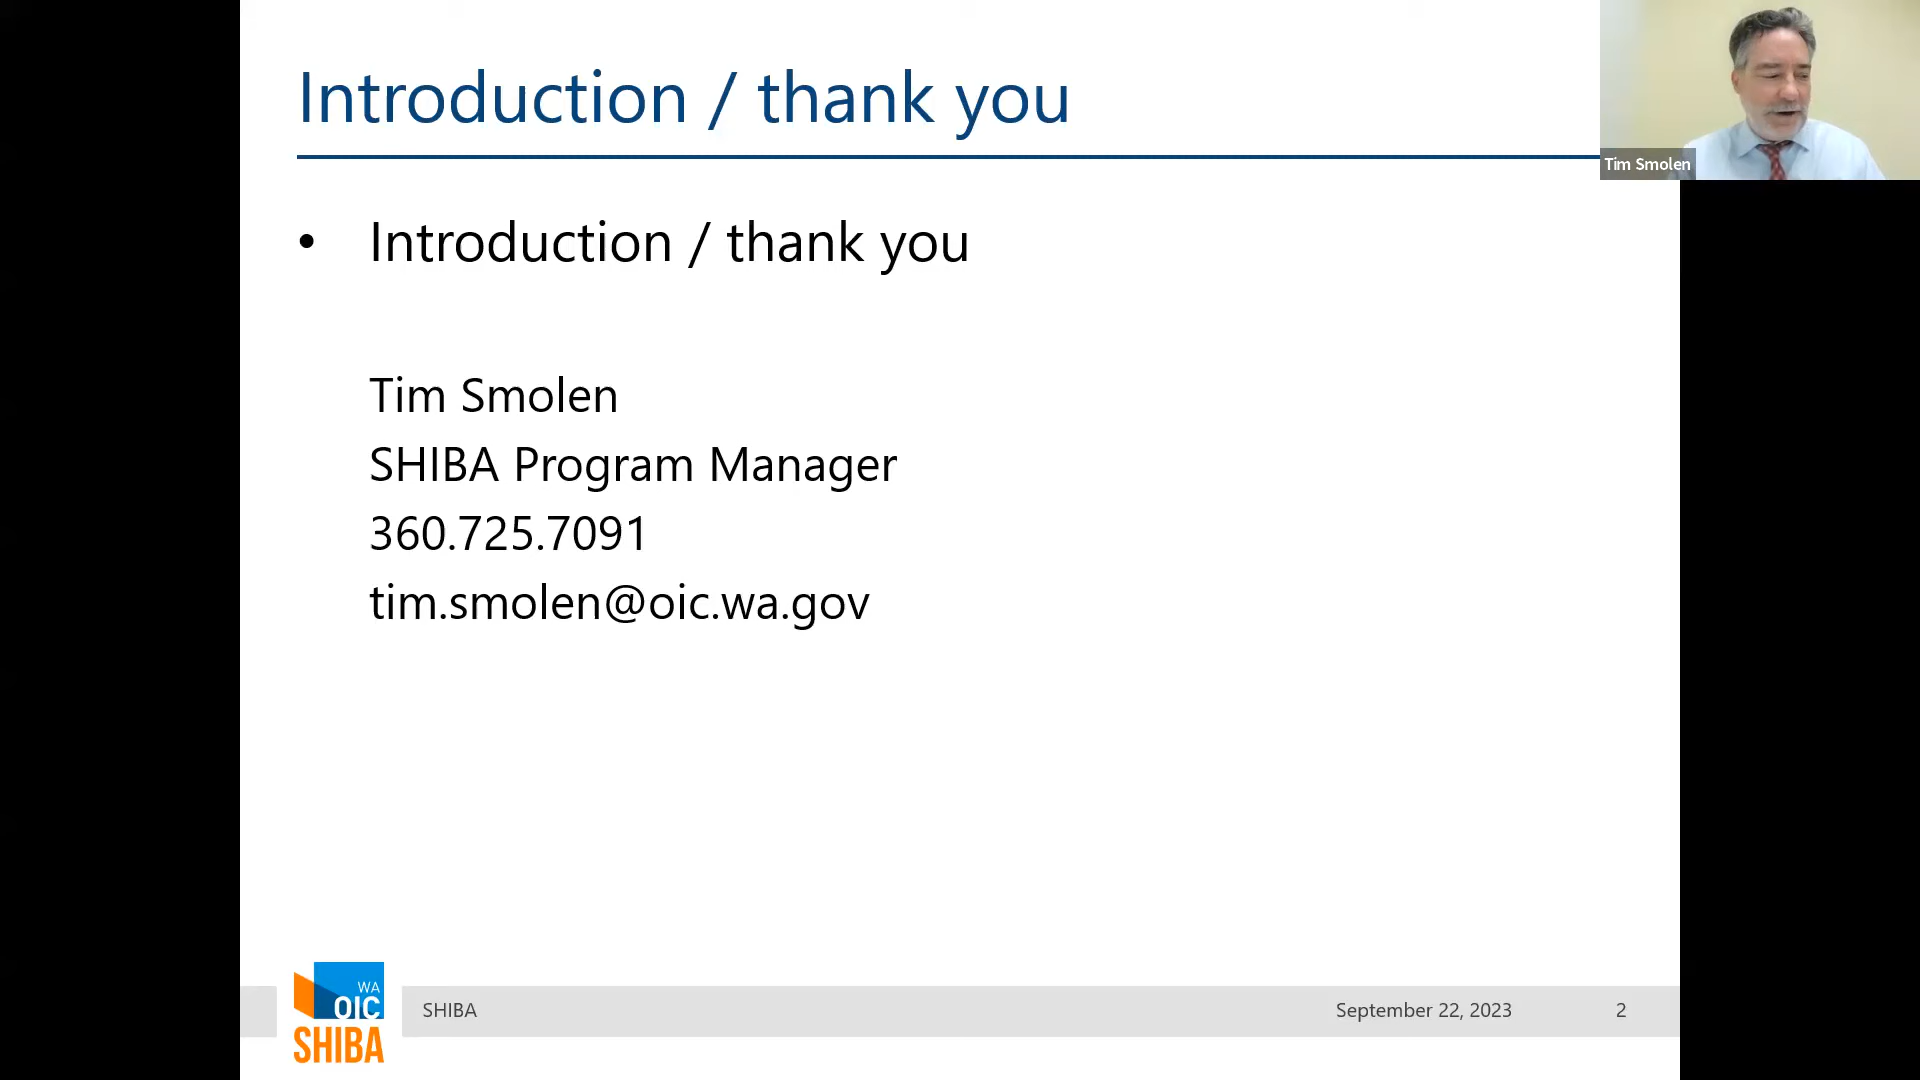 Introduction / thank you
Tim Smolen
• Introduction / thank you
Tim Smolen
SHIBA Program Manager
360.725.7091
tim.smolen@oic.wa.gov
WA
OIC
SHIBA
SHIBA
September 22, 2023
2